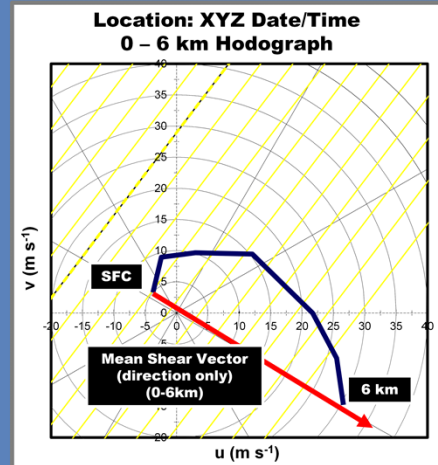 Location: XYZ Date/Time
0 – 6 km Hodograph
40
35
30
25
20
15
10
5
0
20
v (m s-1)
SFC
-20 -15 -10 -5 0 5 10 15 20 25 30 35 40
Mean Shear Vector
(direction only)
(0-6km)
6 km
u (m s-1)